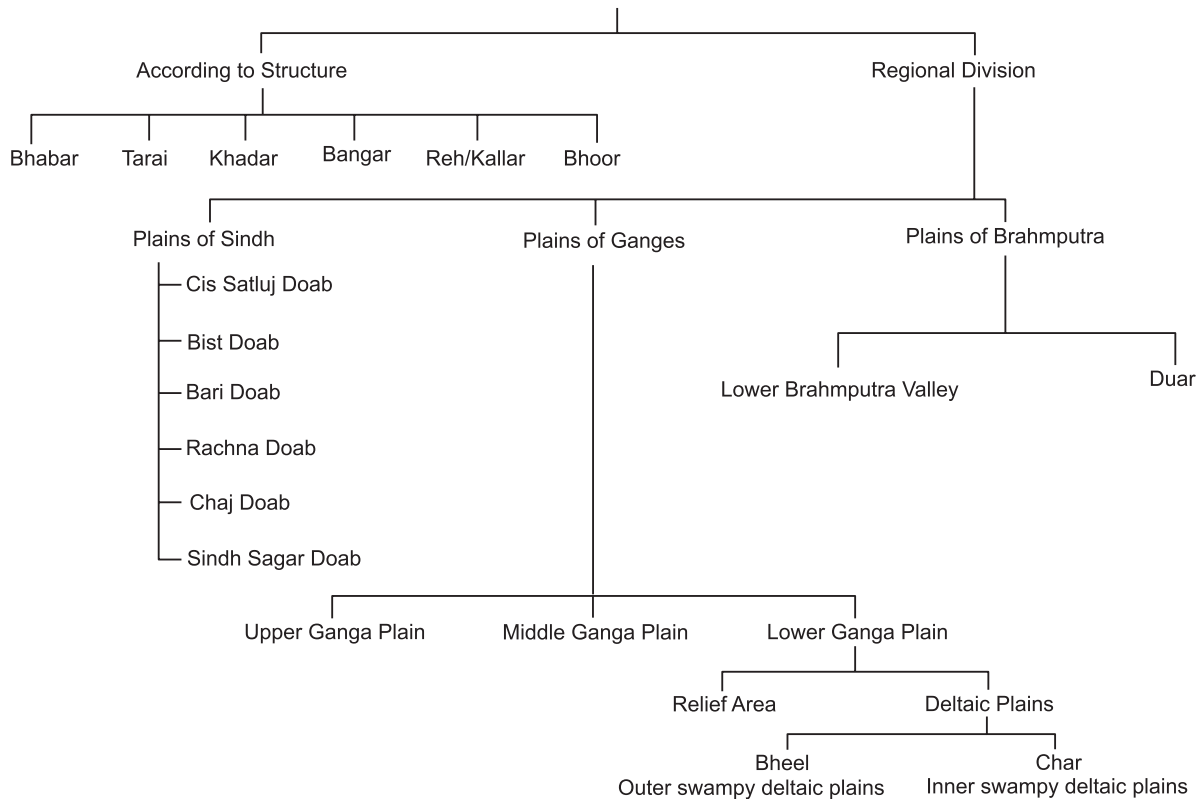 According to Structure
Regional Division
Bhabar
Tarai
Khadar
Bangar
Reh/Kallar
Bhoor
Plains of Sindh
Plains of Ganges
Plains of Brahmputra
Cis Satluj Doab
Bist Doab
Bari Doab
Rachna Doab
Chaj Doab
Sindh Sagar Doab
Lower Brahmputra Valley
Duar
Upper Ganga Plain
Middle Ganga Plain
Lower Ganga Plain
Relief Area
Deltaic Plains
Bheel
Outer swampy deltaic plains
Char
Inner swampy deltaic plains